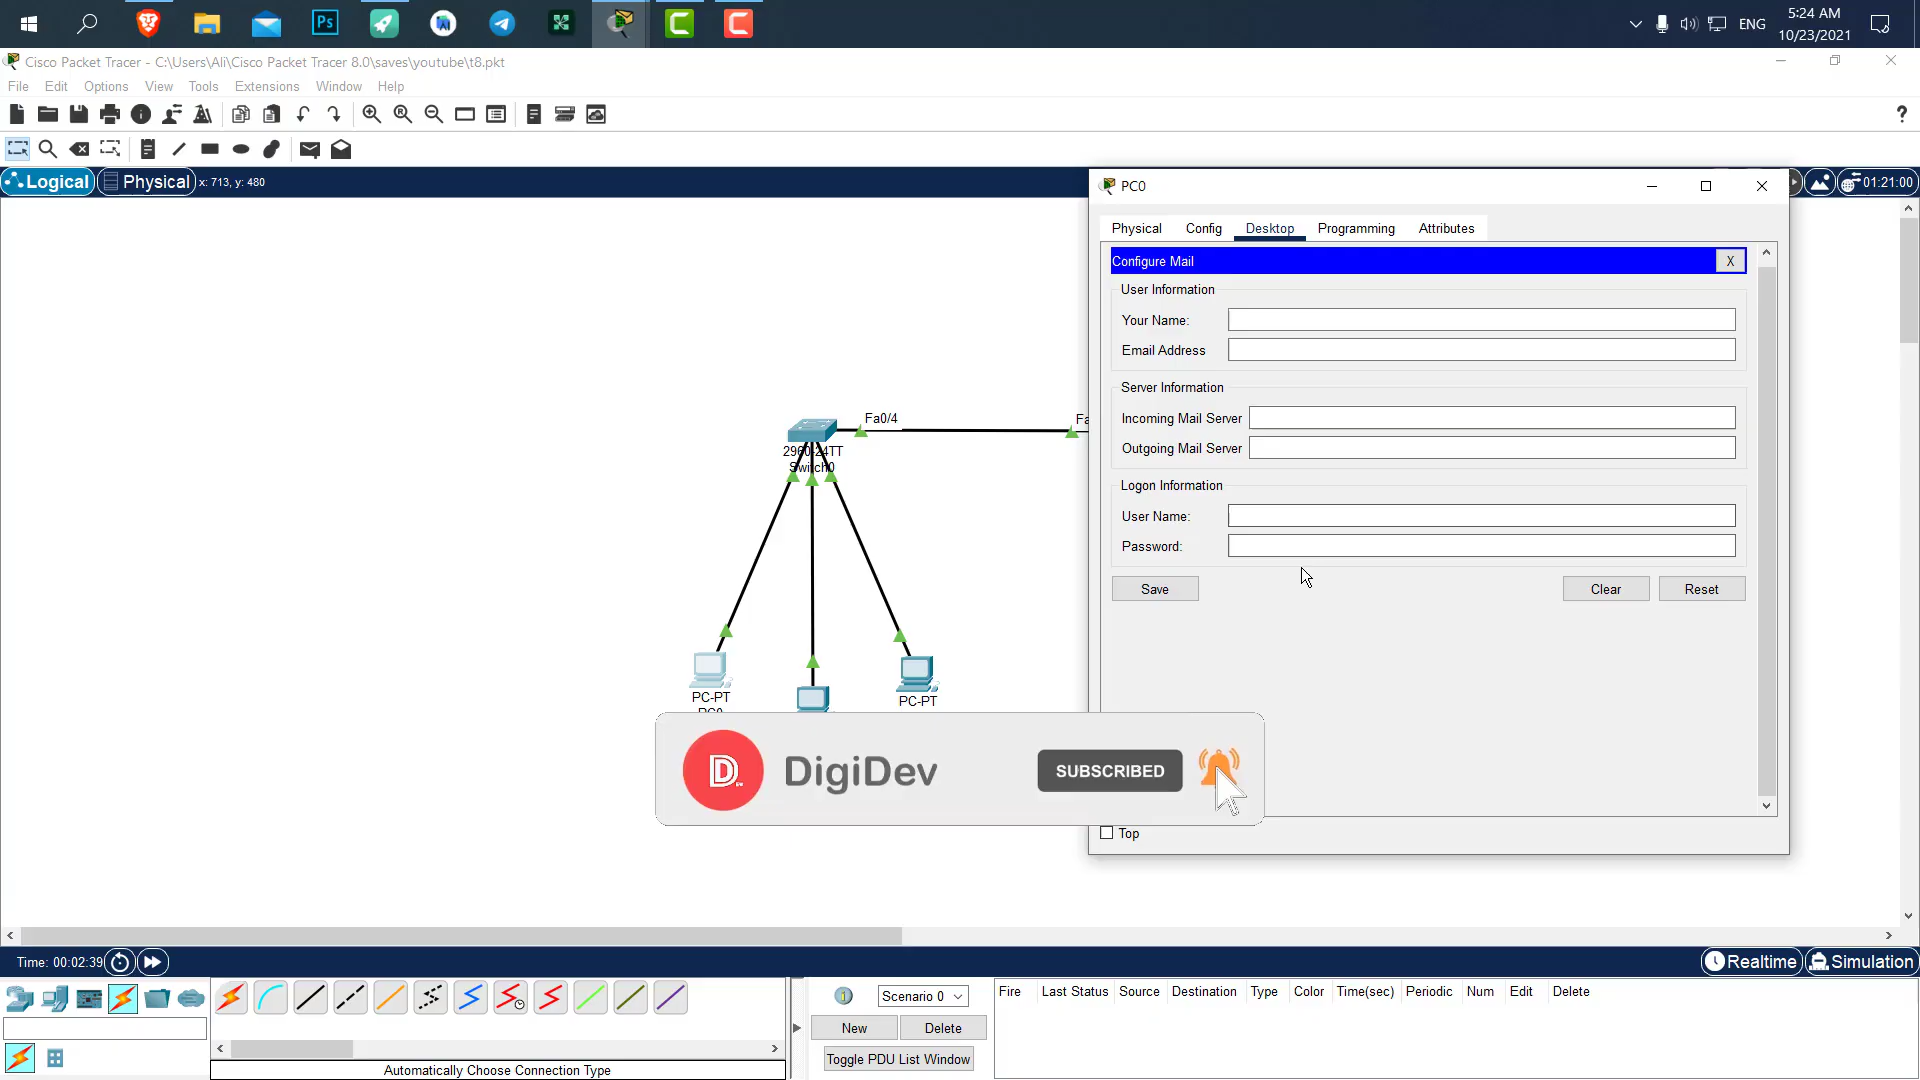 5:24 AM
ENG
10/23/2021
Cisco Packet Tracer - C:\Users\Ali\Cisco Packet Tracer 8.0\saves\youtube\t8.pkt
File Edit Options View Tools Extensions Window Help
Logical Physical x: 713, y: 480
01:21:00
PC0
Physical Config Desktop Programming Attributes
Configure Mail X
User Information
Your Name:
Email Address
Server Information
Incoming Mail Server
Outgoing Mail Server
Logon Information
User Name:
Password:
Save Clear Reset
Top
Fa0/4
Fa
2960-24TT
Switch0
PC-PT
PC0
PC-PT
DigiDev
SUBSCRIBED
Time: 00:02:39
Realtime Simulation
Scenario 0
New Delete
Toggle PDU List Window
Fire Last Status Source Destination Type Color Time(sec) Periodic Num Edit Delete
Automatically Choose Connection Type